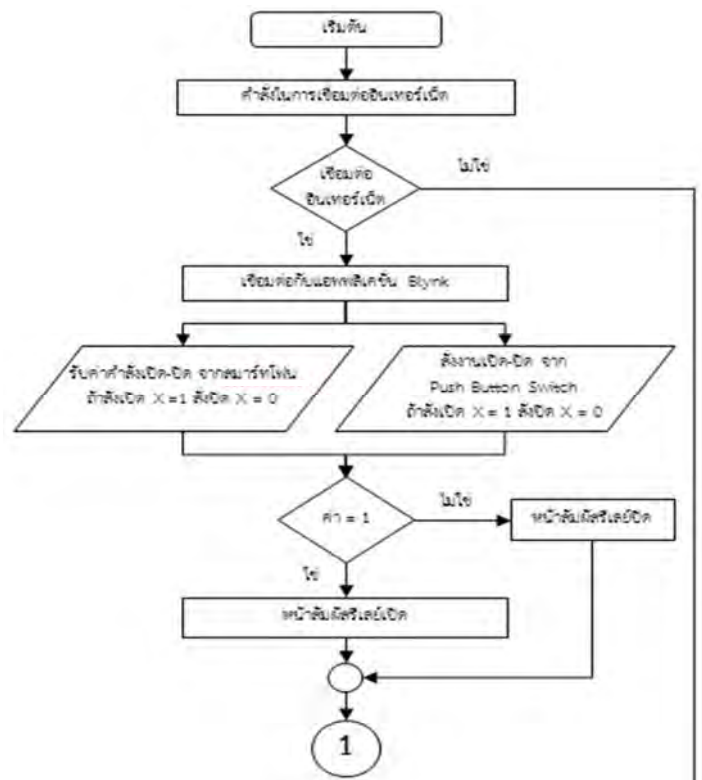 เริ่มต้น
คำสั่งในการเชื่อมต่ออินเทอร์เน็ต
เชื่อมต่อ
อินเทอร์เน็ต
ไม่ใช่
ใช่
เชื่อมต่อกับแอพพลิเคชั่น Blynk
รับค่าคำสั่งเปิด-ปิด จากสมาร์ทโฟน
ถ้าสั่งเปิด X =1 สั่งปิด X = 0
สั่งงานเปิด-ปิด จาก
Push Button Switch
ถ้าสั่งเปิด X = 1 สั่งปิด X = 0
ค่า = 1
ไม่ใช่
หน้าสัมผัสรีเลย์ปิด
ใช่
หน้าสัมผัสรีเลย์เปิด
1